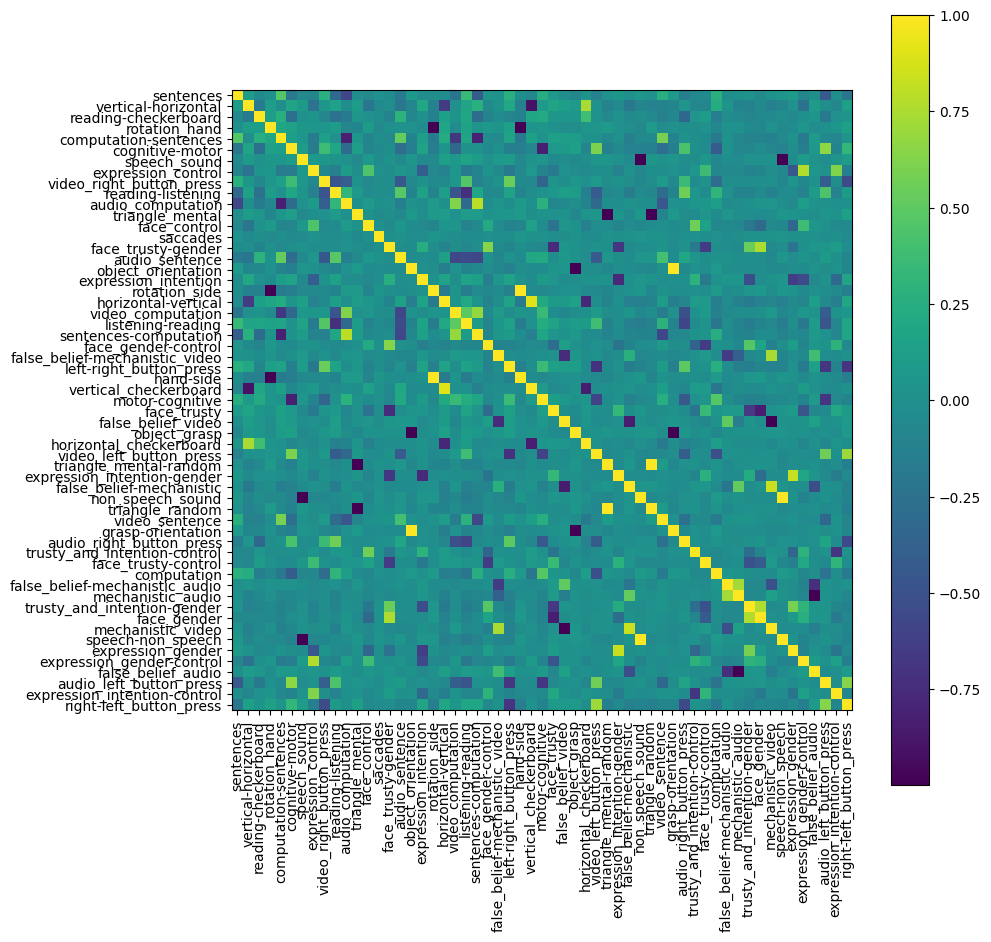 sentences
vertical-horizontal
reading-checkerboard
rotation_hand
computation-sentences
cognitive-motor
speech_sound
expression_control
video_right_button_press
reading-listening
audio_computation
triangle_mental
face_control
saccades
face_trusty-gender
audio_sentence
object_orientation
expression_intention
rotation_side
horizontal-vertical
video_computation
listening-reading
sentences-computation
face_gender-control
false_belief-mechanistic_video
left-right_button_press
hand-side
vertical_checkerboard
motor-cognitive
face_trusty
false_belief_video
object_grasp
horizontal_checkerboard
video_left_button_press
triangle_mental-random
expression_intention-gender
false_belief-mechanistic
non_speech_sound
triangle_random
video_sentence
grasp-orientation
audio_right_button_press
trusty_and_intention-control
face_trusty-control
computation
false_belief-mechanistic_audio
mechanistic_audio
trusty_and_intention-gender
face_gender
mechanistic_video
speech-non_speech
expression_gender
expression_gender-control
false_belief_audio
audio_left_button_press
expression_intention-control
right-left_button_press
sentences
vertical-horizontal
reading-checkerboard
rotation_hand
computation-sentences
cognitive-motor
speech_sound
expression_control
video_right_button_press
reading-listening
audio_computation
triangle_mental
face_control
saccades
face_trusty-gender
audio_sentence
object_orientation
expression_intention
rotation_side
horizontal-vertical
video_computation
listening-reading
sentences-computation
face_gender-control
false_belief-mechanistic_video
left-right_button_press
hand-side
vertical_checkerboard
motor-cognitive
face_trusty
false_belief_video
object_grasp
horizontal_checkerboard
video_left_button_press
triangle_mental-random
expression_intention-gender
false_belief-mechanistic
non_speech_sound
triangle_random
video_sentence
grasp-orientation
audio_right_button_press
trusty_and_intention-control
face_trusty-control
computation
false_belief-mechanistic_audio
mechanistic_audio
trusty_and_intention-gender
face_gender
mechanistic_video
speech-non_speech
expression_gender
expression_gender-control
false_belief_audio
audio_left_button_press
expression_intention-control
right-left_button_press
1.00
0.75
0.50
0.25
0.00
−0.25
−0.50
−0.75